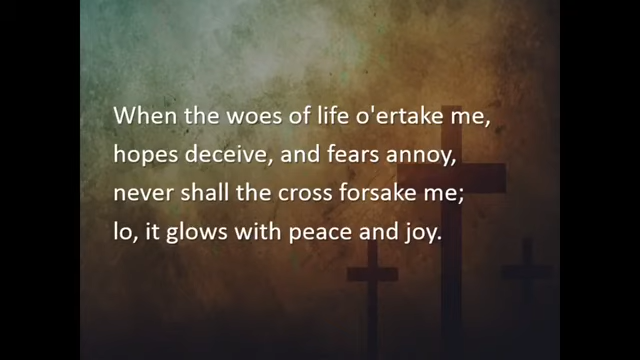 When the woes of life o'ertake me,
hopes deceive, and fears annoy,
never shall the cross forsake me;
lo, it glows with peace and joy.